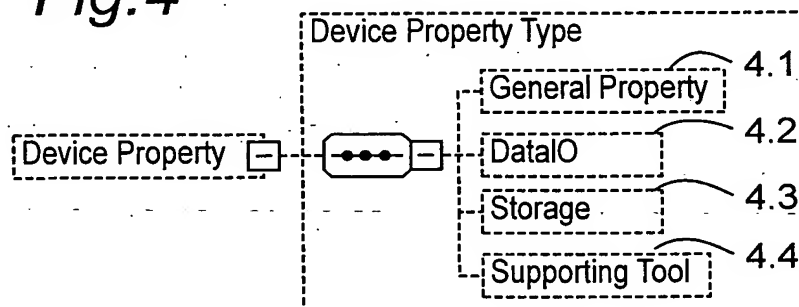 Fig.4
Device Property Type
General Property 4.1
Device Property
DataIO 4.2
Storage 4.3
Supporting Tool 4.4